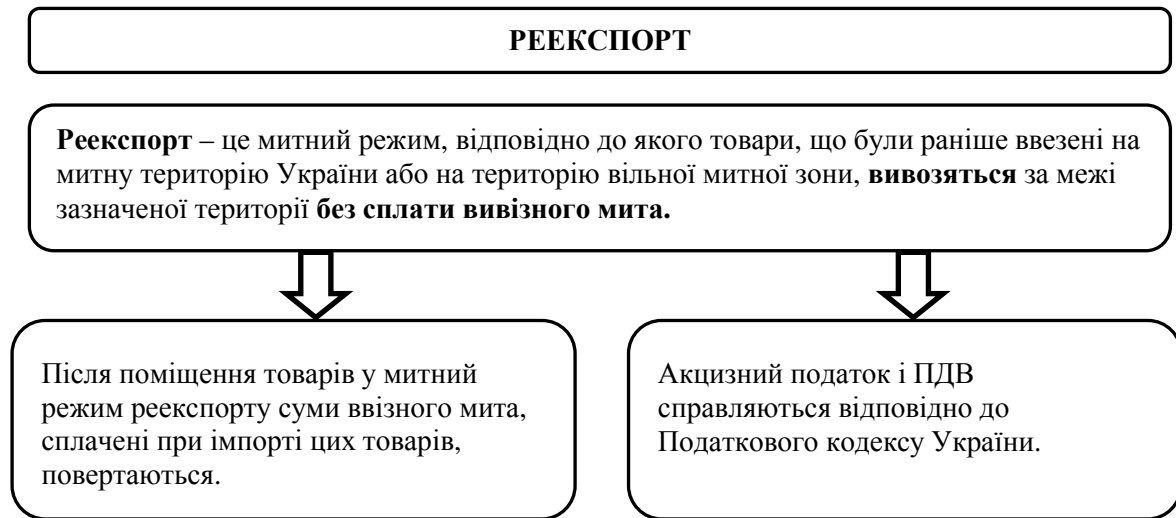 РЕЕКСПОРТ
Реекспорт – це митний режим, відповідно до якого товари, що були раніше ввезені на
митну територію України або на територію вільної митної зони, вивозяться за межі
зазначеної території без сплати вивізного мита.
Після поміщення товарів у митний
режим реекспорту суми ввізного мита,
сплачені при імпорті цих товарів,
повертаються.
Акцизний податок і ПДВ
справляються відповідно до
Податкового кодексу України.